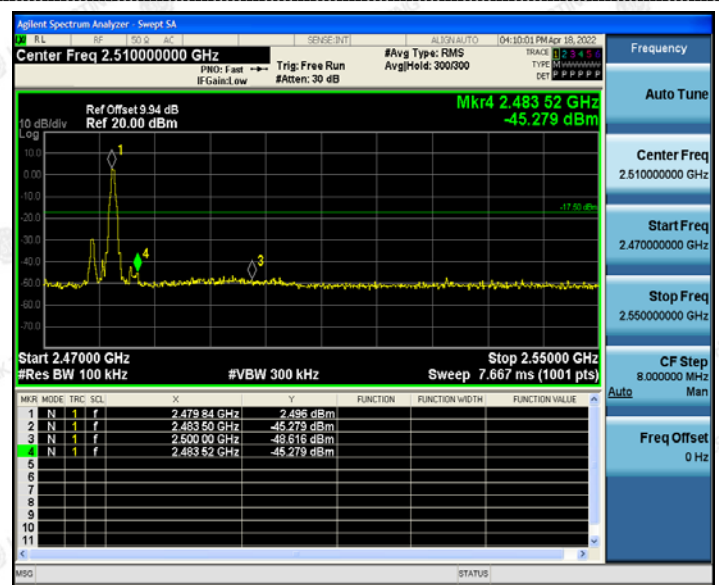 Agilent Spectrum Analyzer - Swept SA
RL RF 50 Ω AC SENSE:INT ALIGN AUTO 04:10:01 PM Apr 18, 2022
Center Freq 2.510000000 GHz
PNO: Fast
IFGain:Low
Trig: Free Run
#Atten: 30 dB
#Avg Type: RMS
Avg|Hold: 300/300
TRACE 1 2 3 4 5 6
TYPE M W W W W W
DET P P P P P P
Ref Offset 9.94 dB
10 dB/div Ref 20.00 dBm
Log
Mkr4 2.483 52 GHz
-45.279 dBm
10.0
0.00
-10.0
-20.0
-30.0
-40.0
-50.0
-60.0
-70.0
1
4
3
-17.50 dBm
Start 2.47000 GHz Stop 2.55000 GHz
#Res BW 100 kHz #VBW 300 kHz Sweep 7.667 ms (1001 pts)
MKR MODE TRC SCL X Y FUNCTION FUNCTION WIDTH FUNCTION VALUE
1 N 1 f 2.479 84 GHz 2.496 dBm
2 N 1 f 2.483 50 GHz -45.279 dBm
3 N 1 f 2.500 00 GHz -48.616 dBm
4 N 1 f 2.483 52 GHz -45.279 dBm
5
6
7
8
9
10
11
MSG STATUS
Frequency
Auto Tune
Center Freq
2.510000000 GHz
Start Freq
2.470000000 GHz
Stop Freq
2.550000000 GHz
CF Step
8.000000 MHz
Auto Man
Freq Offset
0 Hz